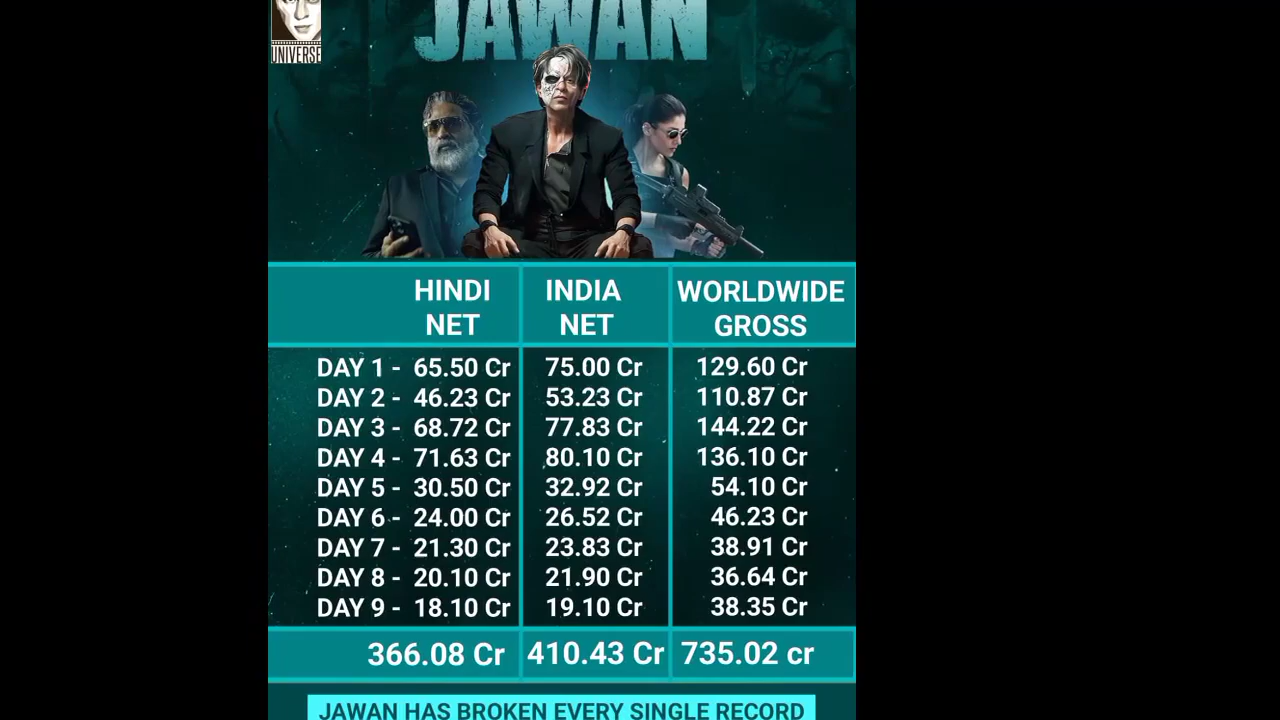 JAWAN
UNIVERSE
HINDI NET
INDIA NET
WORLDWIDE GROSS
DAY 1 - 65.50 Cr 75.00 Cr 129.60 Cr
DAY 2 - 46.23 Cr 53.23 Cr 110.87 Cr
DAY 3 - 68.72 Cr 77.83 Cr 144.22 Cr
DAY 4 - 71.63 Cr 80.10 Cr 136.10 Cr
DAY 5 - 30.50 Cr 32.92 Cr 54.10 Cr
DAY 6 - 24.00 Cr 26.52 Cr 46.23 Cr
DAY 7 - 21.30 Cr 23.83 Cr 38.91 Cr
DAY 8 - 20.10 Cr 21.90 Cr 36.64 Cr
DAY 9 - 18.10 Cr 19.10 Cr 38.35 Cr
366.08 Cr 410.43 Cr 735.02 cr
JAWAN HAS BROKEN EVERY SINGLE RECORD